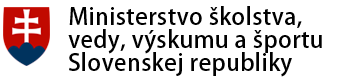 Ministerstvo školstva,
vedy, výskumu a športu
Slovenskej republiky